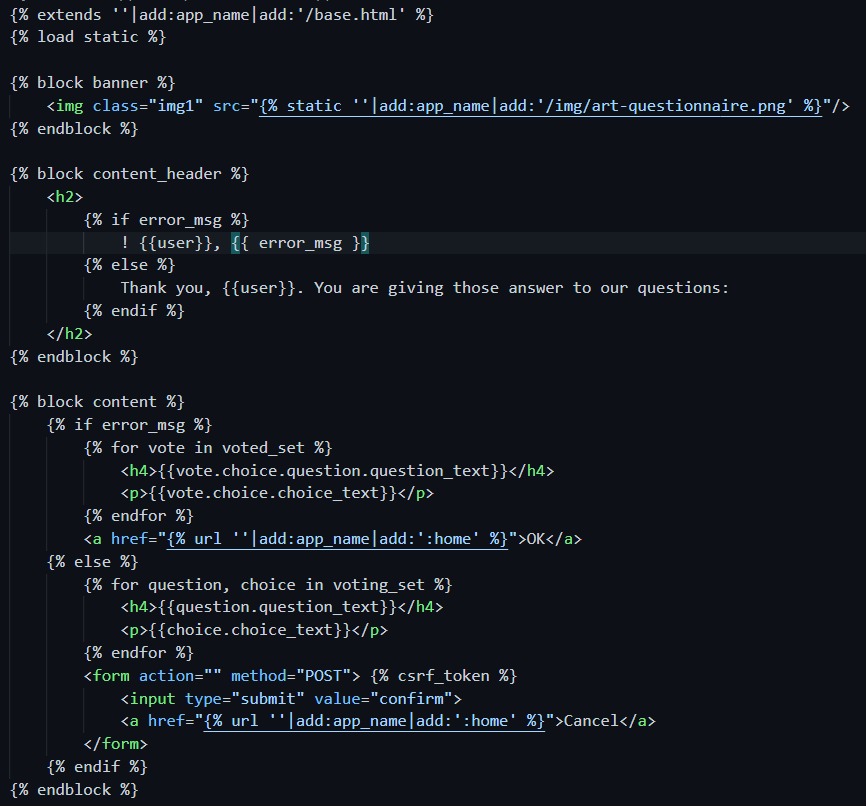 {% extends ''|add:app_name|add:'/base.html' %}
{% load static %}

{% block banner %}
    <img class="img1" src="{% static ''|add:app_name|add:'/img/art-questionnaire.png' %}"/>
{% endblock %}

{% block content_header %}
    <h2>
        {% if error_msg %}
            ! {{user}}, {{ error_msg }}
        {% else %}
            Thank you, {{user}}. You are giving those answer to our questions:
        {% endif %}
    </h2>
{% endblock %}

{% block content %}
    {% if error_msg %}
        {% for vote in voted_set %}
            <h4>{{vote.choice.question.question_text}}</h4>
            <p>{{vote.choice.choice_text}}</p>
        {% endfor %}
        <a href="{% url ''|add:app_name|add:':home' %}">OK</a>
    {% else %}
        {% for question, choice in voting_set %}
            <h4>{{question.question_text}}</h4>
            <p>{{choice.choice_text}}</p>
        {% endfor %}
        <form action="" method="POST"> {% csrf_token %}
            <input type="submit" value="confirm">
            <a href="{% url ''|add:app_name|add:':home' %}">Cancel</a>
        </form>
    {% endif %}
{% endblock %}